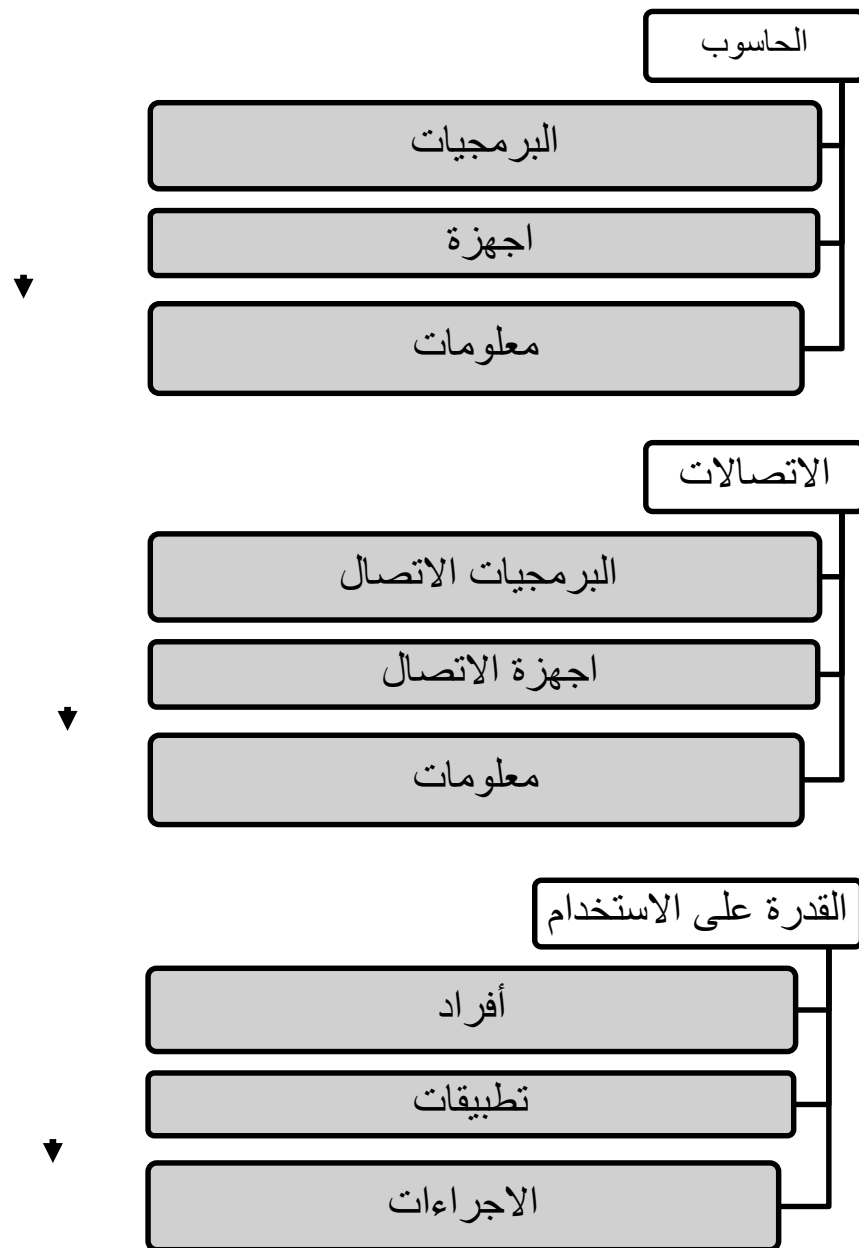 الحاسوب
البرمجيات
اجهزة
معلومات
الاتصالات
البرمجيات الاتصال
اجهزة الاتصال
معلومات
القدرة على الاستخدام
أفراد
تطبيقات
الاجراءات